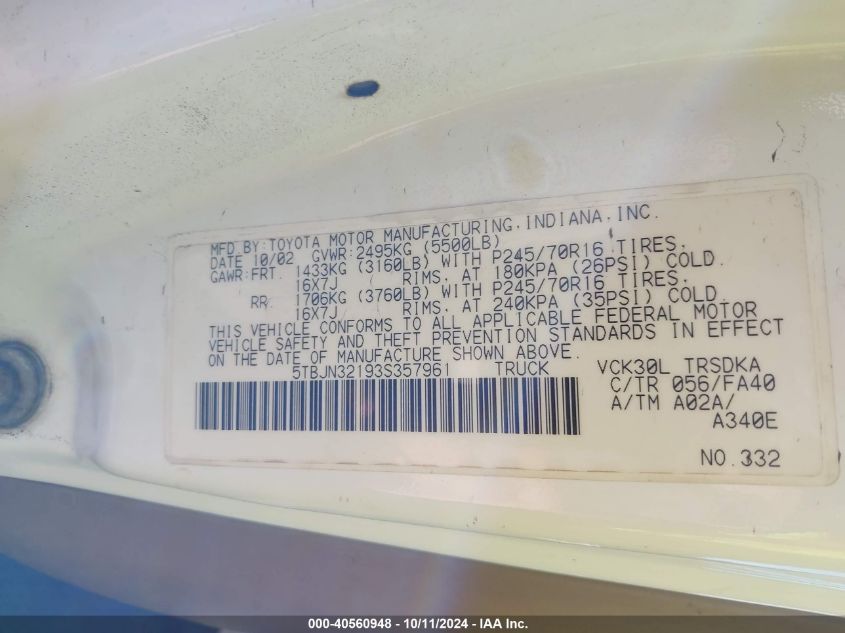 MFD BY: TOYOTA MOTOR MANUFACTURING, INDIANA, INC.
DATE 10/02 GVWR: 2495KG (5500LB)
GAWR: FRT. 1433KG (3160LB) WITH P245/70R16 TIRES.
16X7J RIMS. AT 180KPA (26PSI) COLD.
RR. 1706KG (3760LB) WITH P245/70R16 TIRES.
16X7J RIMS. AT 240KPA (35PSI) COLD.
THIS VEHICLE CONFORMS TO ALL APPLICABLE FEDERAL MOTOR
VEHICLE SAFETY AND THEFT PREVENTION STANDARDS IN EFFECT
ON THE DATE OF MANUFACTURE SHOWN ABOVE.
5TBJN32193S357961 TRUCK VCK30L TRSDKA
C/TR 056/FA40
A/TM A02A/
A340E
NO. 332
000-40560948 - 10/11/2024 - IAA Inc.